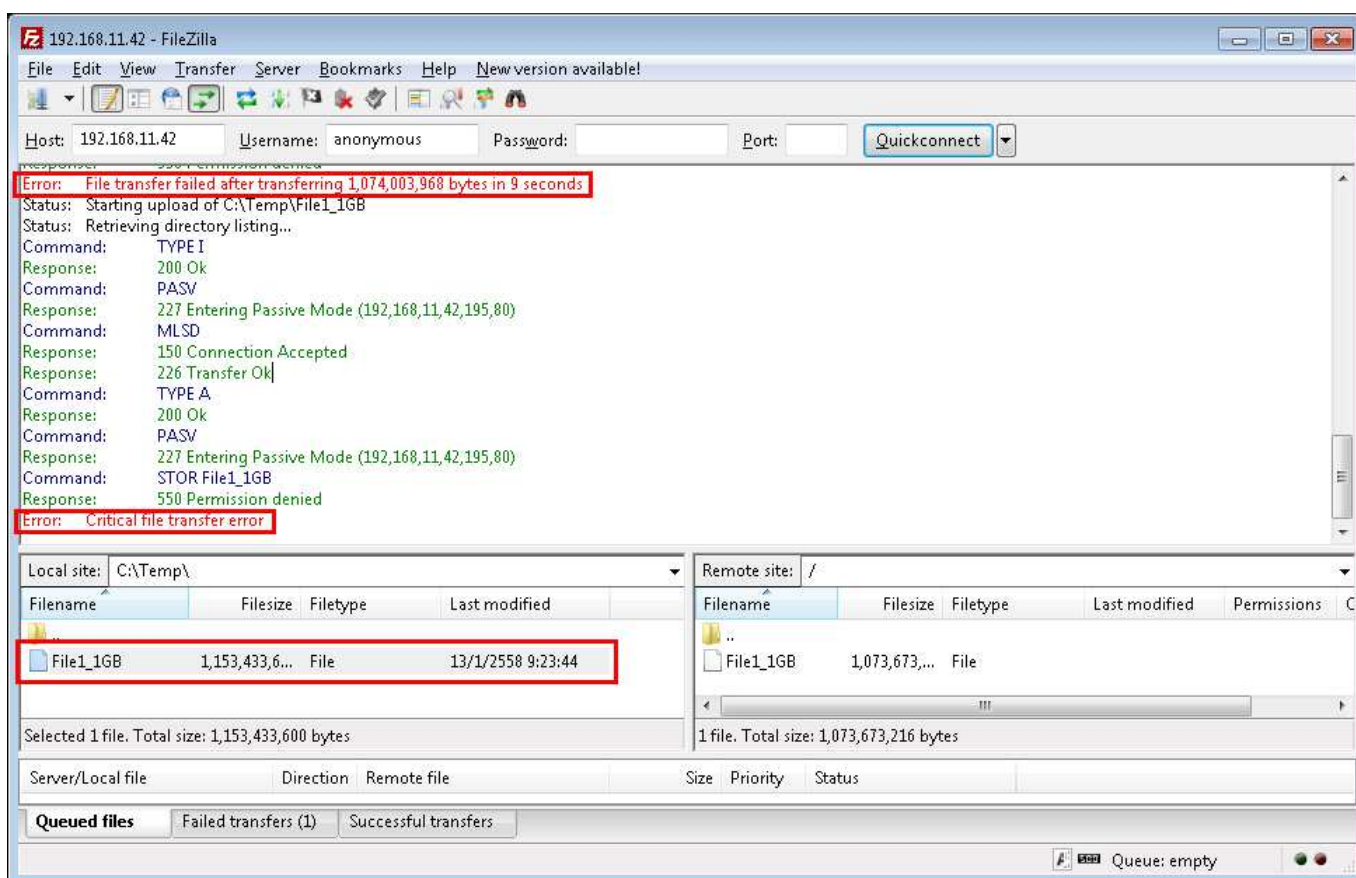 192.168.11.42 - FileZilla
File Edit View Transfer Server Bookmarks Help New version available!
Host: 192.168.11.42 Username: anonymous Password: Port: Quickconnect
Response: 550 Permission denied
Error: File transfer failed after transferring 1,074,003,968 bytes in 9 seconds
Status: Starting upload of C:\Temp\File1_1GB
Status: Retrieving directory listing...
Command: TYPE I
Response: 200 Ok
Command: PASV
Response: 227 Entering Passive Mode (192,168,11,42,195,80)
Command: MLSD
Response: 150 Connection Accepted
Response: 226 Transfer Ok
Command: TYPE A
Response: 200 Ok
Command: PASV
Response: 227 Entering Passive Mode (192,168,11,42,195,80)
Command: STOR File1_1GB
Response: 550 Permission denied
Error: Critical file transfer error
Local site: C:\Temp\ Remote site: /
Filename Filesize Filetype Last modified Filename Filesize Filetype Last modified Permissions
.. ..
File1_1GB 1,153,433,6... File 13/1/2558 9:23:44 File1_1GB 1,073,673,... File
Selected 1 file. Total size: 1,153,433,600 bytes 1 file. Total size: 1,073,673,216 bytes
Server/Local file Direction Remote file Size Priority Status
Queued files Failed transfers (1) Successful transfers
Queue: empty